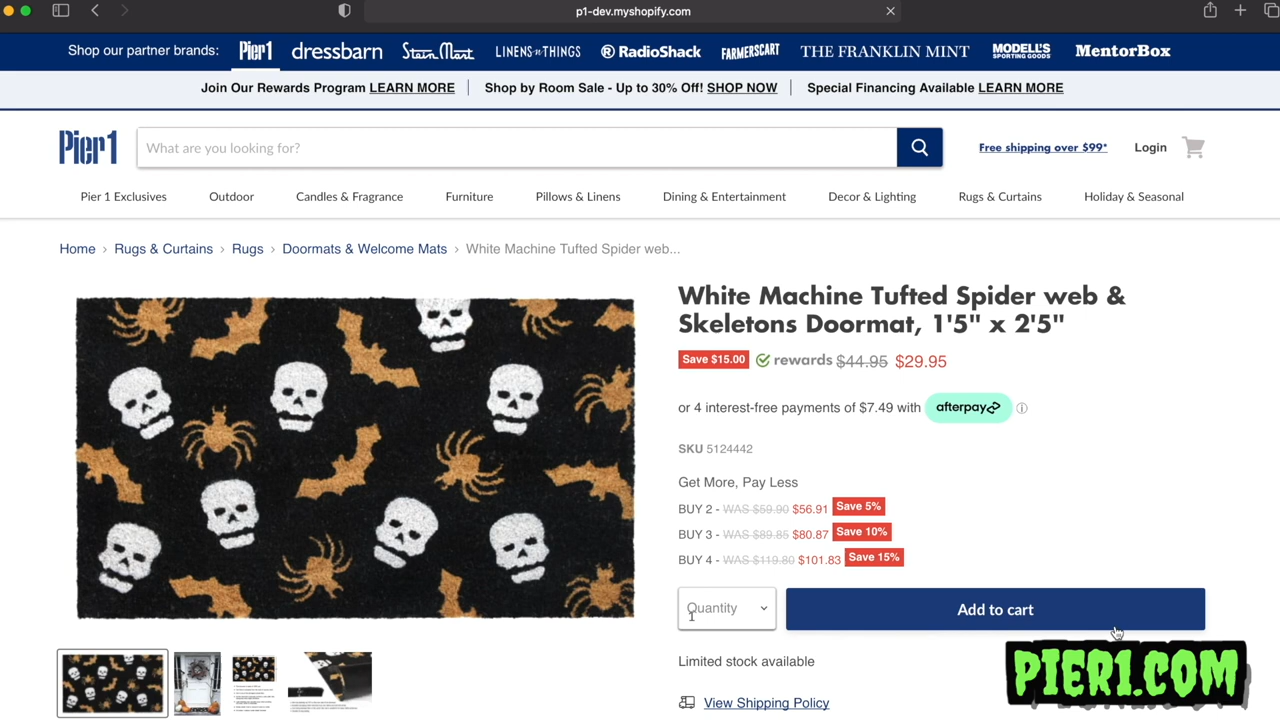 p1-dev.myshopify.com
Shop our partner brands: Pier1 dressbarn Stein Mart LINENS-N-THINGS RadioShack FARMERSCART THE FRANKLIN MINT MODELL'S SPORTING GOODS MentorBox
Join Our Rewards Program LEARN MORE | Shop by Room Sale - Up to 30% Off! SHOP NOW | Special Financing Available LEARN MORE
Pier1 What are you looking for? Free shipping over $99* Login
Pier 1 Exclusives Outdoor Candles & Fragrance Furniture Pillows & Linens Dining & Entertainment Decor & Lighting Rugs & Curtains Holiday & Seasonal
Home › Rugs & Curtains › Rugs › Doormats & Welcome Mats › White Machine Tufted Spider web...
White Machine Tufted Spider web &
Skeletons Doormat, 1'5" x 2'5"
Save $15.00 rewards $44.95 $29.95
or 4 interest-free payments of $7.49 with afterpay
SKU 5124442
Get More, Pay Less
BUY 2 - WAS $59.90 $56.91 Save 5%
BUY 3 - WAS $89.85 $80.87 Save 10%
BUY 4 - WAS $119.80 $101.83 Save 15%
Quantity
1
Add to cart
Limited stock available
PIER1.COM
Shipping Policy